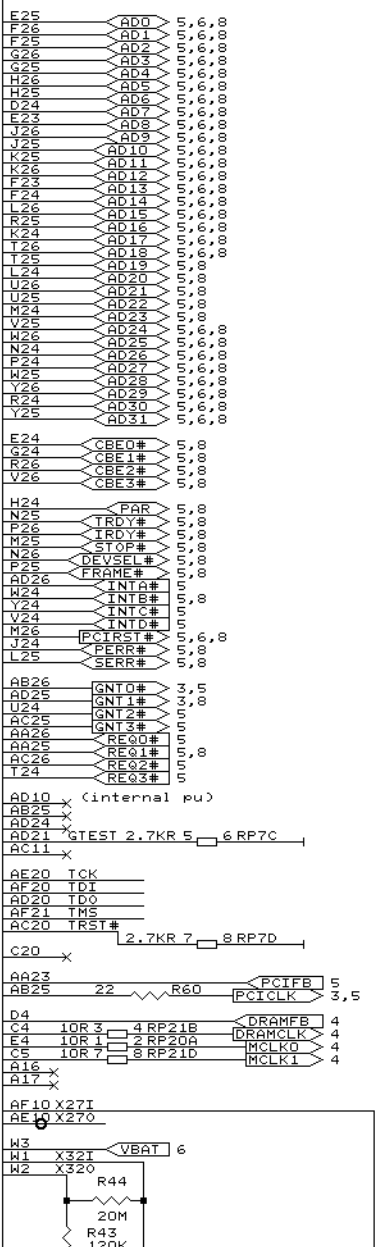 E25 AD0 5,6,8
F26 AD1 5,6,8
F25 AD2 5,6,8
G26 AD3 5,6,8
G25 AD4 5,6,8
H26 AD5 5,6,8
H25 AD6 5,6,8
D24 AD7 5,6,8
E23 AD8 5,6,8
J26 AD9 5,6,8
J25 AD10 5,6,8
K25 AD11 5,6,8
K26 AD12 5,6,8
F23 AD13 5,6,8
F24 AD14 5,6,8
L26 AD15 5,6,8
R25 AD16 5,6,8
K24 AD17 5,6,8
T26 AD18 5,6,8
T25 AD19 5,8
L24 AD20 5,8
U26 AD21 5,8
U25 AD22 5,8
M24 AD23 5,8
V25 AD24 5,6,8
W26 AD25 5,6,8
N24 AD26 5,6,8
P24 AD27 5,6,8
W25 AD28 5,6,8
Y26 AD29 5,6,8
R24 AD30 5,6,8
Y25 AD31 5,6,8
E24 CBE0# 5,8
G24 CBE1# 5,8
R26 CBE2# 5,8
V26 CBE3# 5,8
H24 PAR 5,8
N25 TRDY# 5,8
P26 IRDY# 5,8
M25 STOP# 5,8
N26 DEVSEL# 5,8
P25 FRAME# 5,8
AD26 INTA# 5
W24 INTB# 5,8
Y24 INTC# 5
V24 INTD# 5
M26 PCIRST# 5,6,8
J24 PERR# 5,8
L25 SERR# 5,8
AB26 GNT0# 3,5
AD25 GNT1# 3,8
U24 GNT2# 5
AC25 GNT3# 5
AA26 REQ0# 5
AA25 REQ1# 5,8
AC26 REQ2# 5
T24 REQ3# 5
AD10 (internal pu)
AB25
AD24
AD21 GTEST 2.7KR 5 6 RP7C
AC11
AE20 TCK
AF20 TDI
AD20 TDO
AF21 TMS
AC20 TRST#
2.7KR 7 8 RP7D
C20
AA23 PCIFB 5
AB25 22 R60 PCICLK 3,5
D4 DRAMFB 4
C4 10R 3 4 RP21B DRAMCLK 4
E4 10R 1 2 RP20A MCLK0 4
C5 10R 7 8 RP21D MCLK1 4
A16
A17
AF10 X27I
AE10 X27O
W3 VBAT 6
W1 X32I
W2 X32O
R44
20M
R43
120K